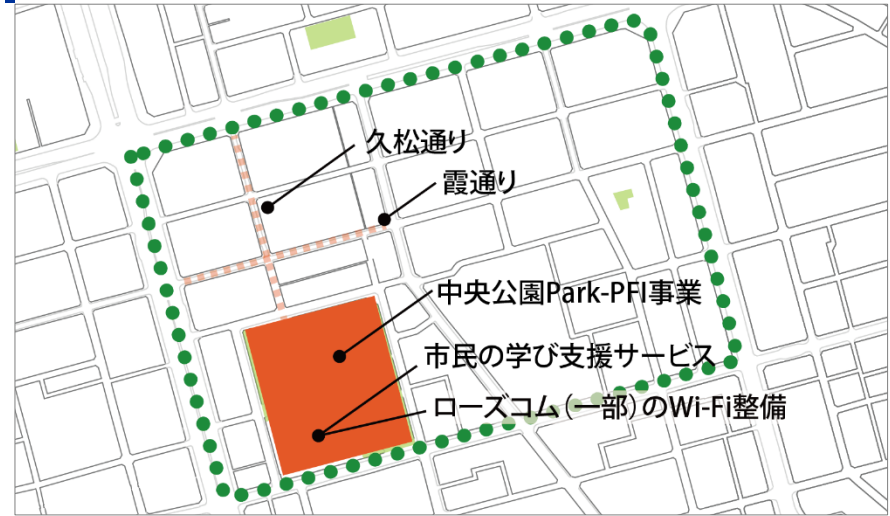 久松通り
霞通り
中央公園Park-PFI事業
市民の学び支援サービス
ローズコム（一部）のWi-Fi整備